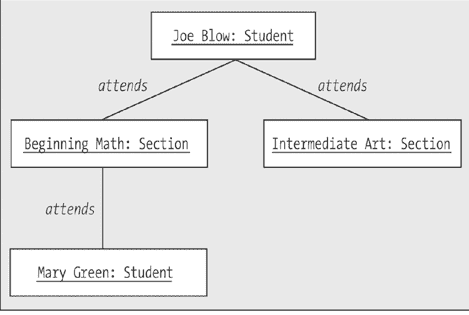 Joe Blow: Student
attends
attends
Beginning Math: Section
Intermediate Art: Section
attends
Mary Green: Student